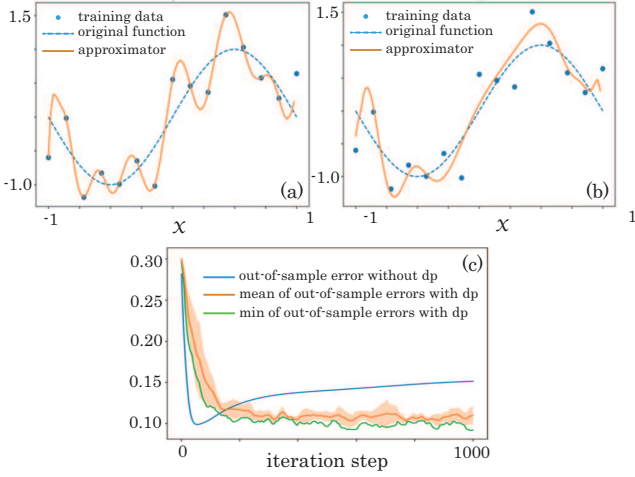 1.5
-1.0
training data
original function
approximator
(a)
-1
x
1
1.5
-1.0
training data
original function
approximator
(b)
-1
x
1
(c)
0.30
0.25
0.20
0.15
0.10
out-of-sample error without dp
mean of out-of-sample errors with dp
min of out-of-sample errors with dp
0
iteration step
1000